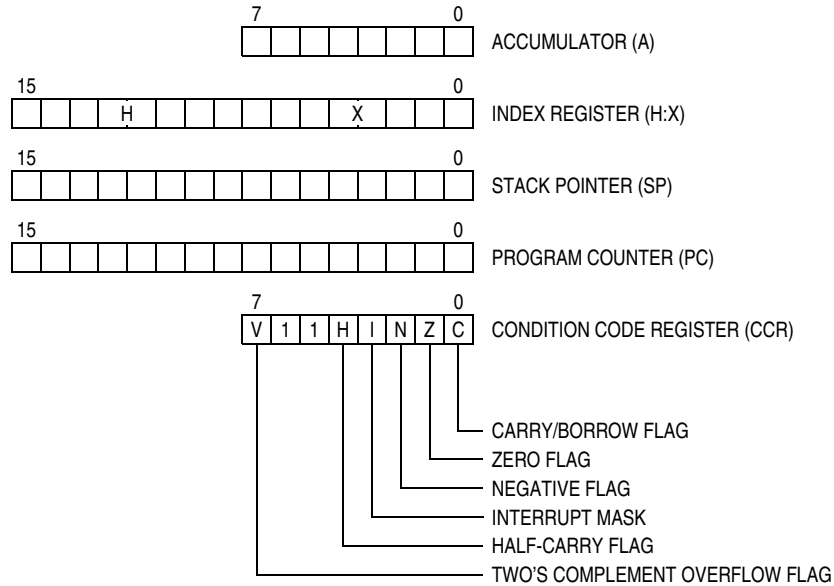 7 0
ACCUMULATOR (A)
15 0
H X INDEX REGISTER (H:X)
15 0
STACK POINTER (SP)
15 0
PROGRAM COUNTER (PC)
7 0
V 1 1 H I N Z C CONDITION CODE REGISTER (CCR)
CARRY/BORROW FLAG
ZERO FLAG
NEGATIVE FLAG
INTERRUPT MASK
HALF-CARRY FLAG
TWO'S COMPLEMENT OVERFLOW FLAG